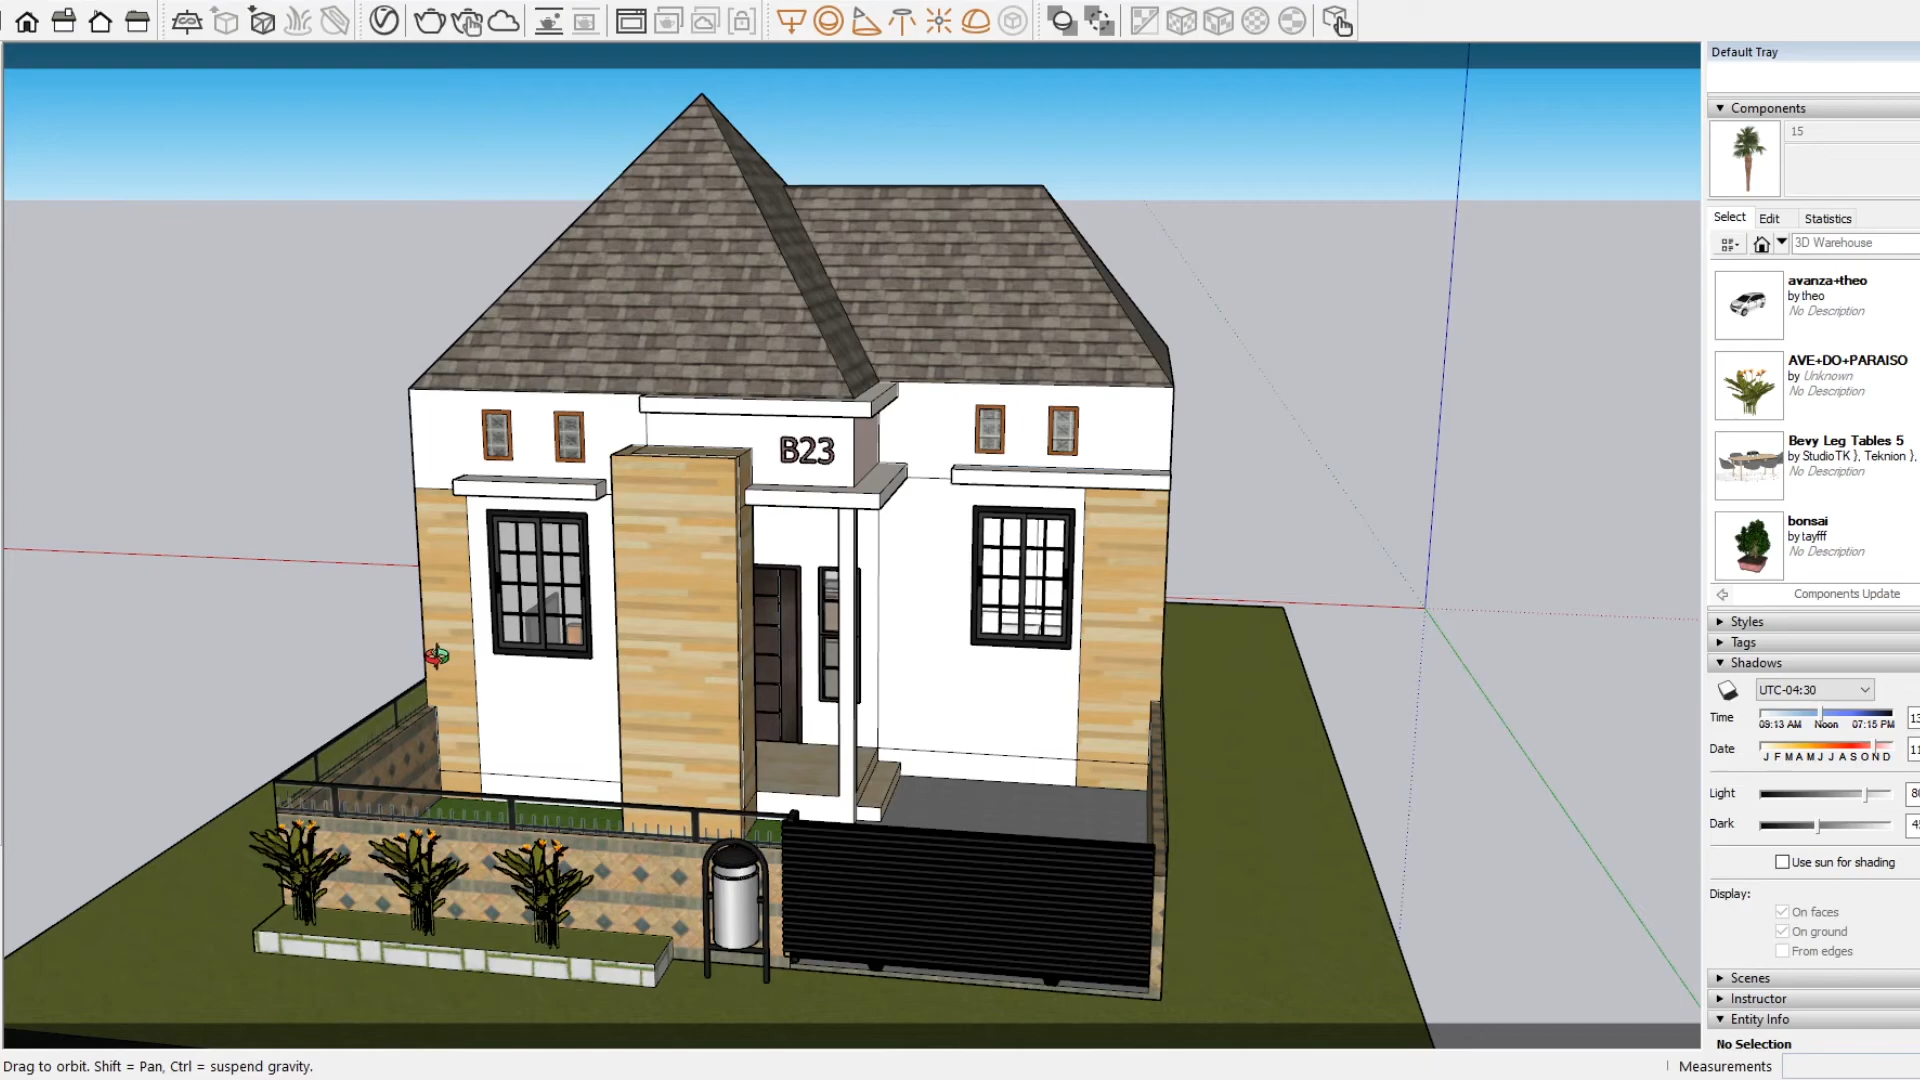 Default Tray
Components
15
Select Edit Statistics
3D Warehouse
avanza+theo
by theo
No Description
AVE+DO+PARAISO
by Unknown
No Description
Bevy Leg Tables 5
by StudioTK }, Teknion },
No Description
bonsai
by tayfff
No Description
Components Update
Styles
Tags
Shadows
UTC-04:30
Time
09:13 AM Noon 07:15 PM
13
Date
J F M A M J J A S O N D
11
Light
80
Dark
45
Use sun for shading
Display:
On faces
On ground
From edges
Scenes
Instructor
Entity Info
No Selection
B23
Drag to orbit. Shift = Pan, Ctrl = suspend gravity.
Measurements